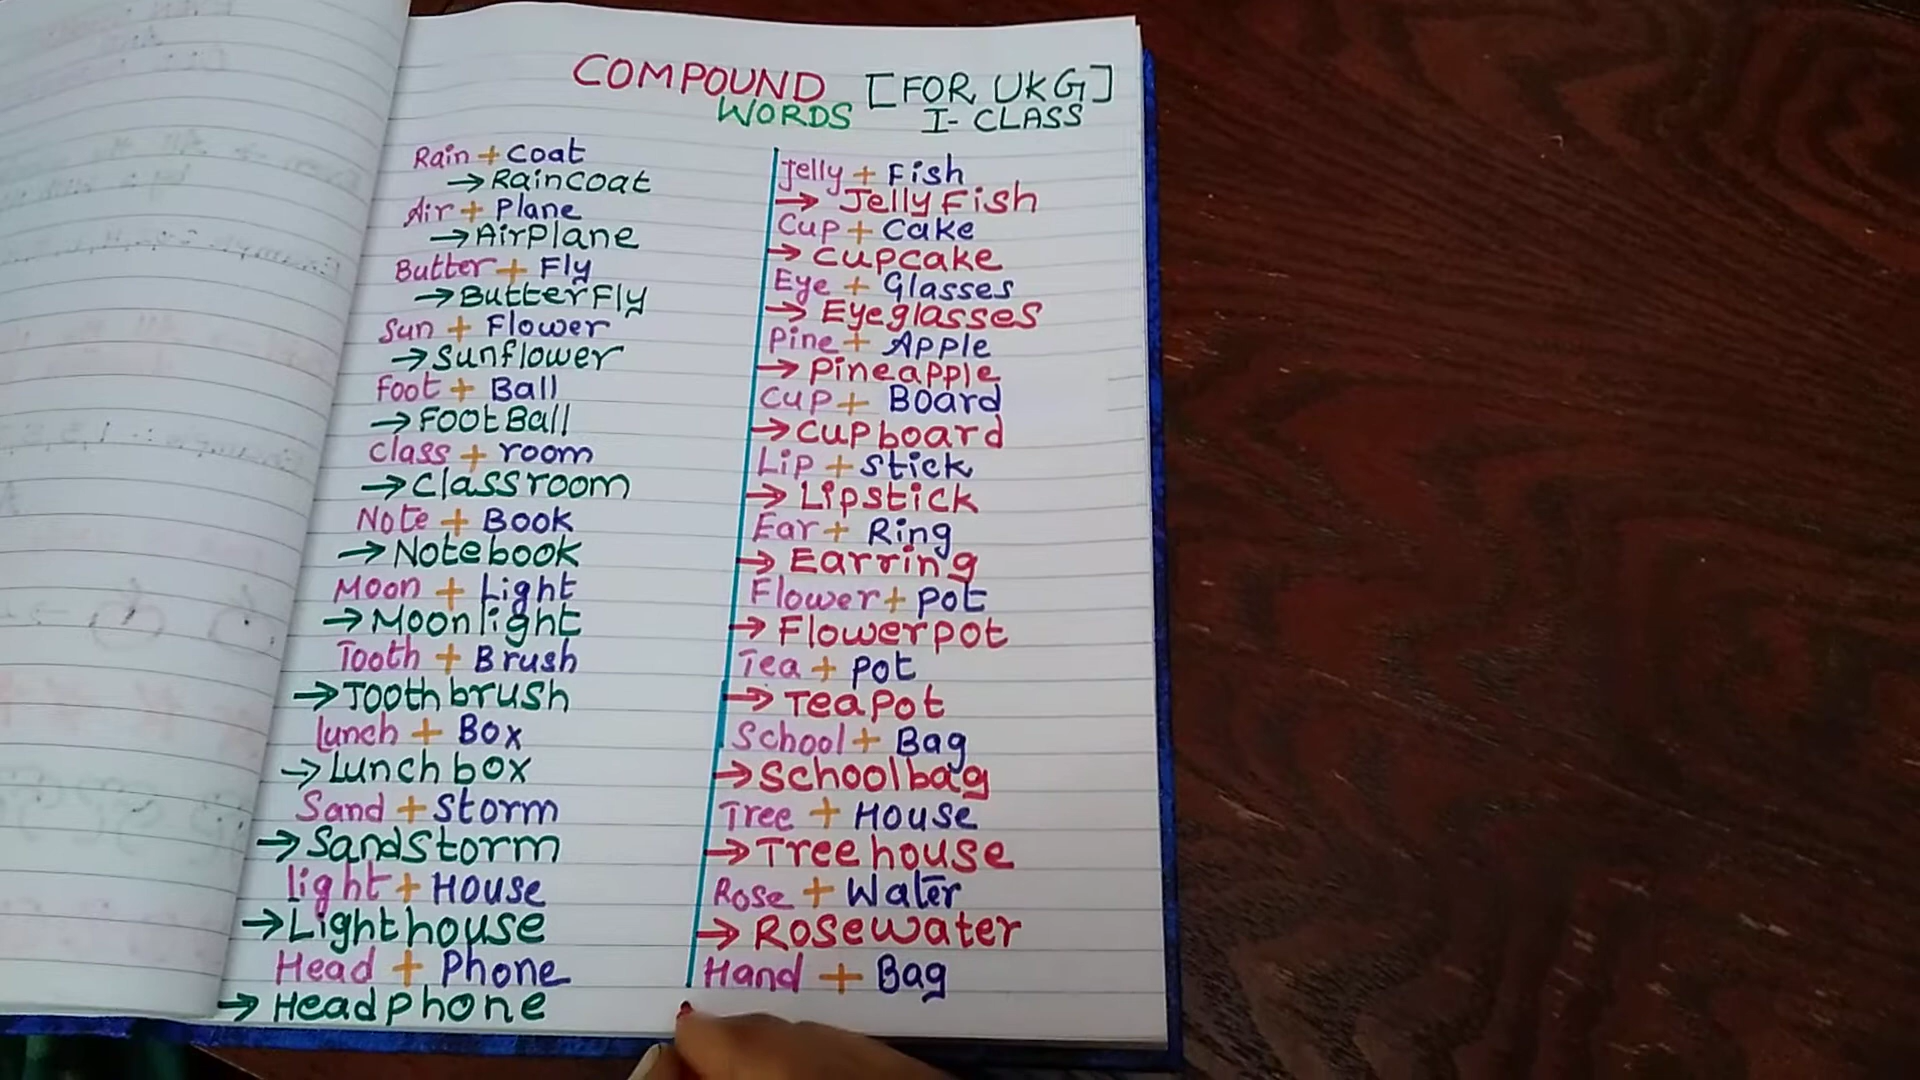 COMPOUND [FOR UKG]
WORDS I-CLASS
Rain + Coat
→ Raincoat
Air + Plane
→ AirPlane
Butter + Fly
→ ButterFly
Sun + Flower
→ Sunflower
Foot + Ball
→ FootBall
Class + room
→ Classroom
Note + Book
→ Notebook
Moon + Light
→ Moonlight
Tooth + Brush
→ Toothbrush
Lunch + Box
→ Lunchbox
Sand + Storm
→ Sandstorm
light + House
→ Lighthouse
Head + Phone
→ Headphone
Jelly + Fish
→ JellyFish
Cup + Cake
→ Cupcake
Eye + Glasses
→ Eyeglasses
Pine + Apple
→ Pineapple
Cup + Board
→ Cupboard
Lip + Stick
→ Lipstick
Ear + Ring
→ Earring
Flower + Pot
→ Flowerpot
Tea + Pot
→ Teapot
School + Bag
→ Schoolbag
Tree + House
→ Treehouse
Rose + Water
→ Rosewater
Hand + Bag